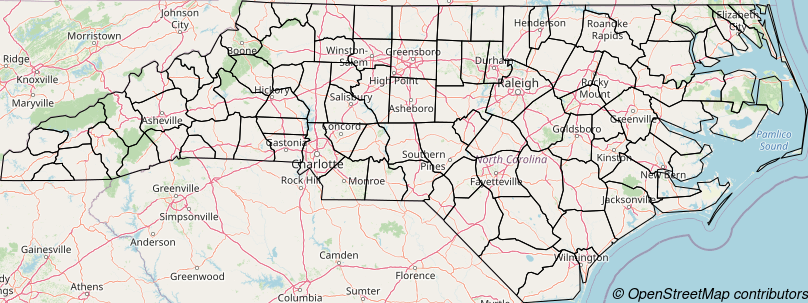 Johnson
City
Morristown
Boone
Winston-
Salem
Greensboro
Henderson
Roanoke
Rapids
Elizabeth
City
Ridge
Knoxville
Maryville
High Point
Durham
Raleigh
Rocky
Mount
Hickory
Salisbury
Asheboro
Asheville
Concord
Greenville
Goldsboro
Pamlico
Sound
Gastonia
Charlotte
Southern
Pines
North Carolina
Kinston
Rock Hill
Monroe
Fayetteville
New Bern
Greenville
Simpsonville
Jacksonville
Anderson
Gainesville
Camden
Wilmington
Greenwood
Florence
Athens
Sumter
Columbia
Myrtle
© OpenStreetMap contributors